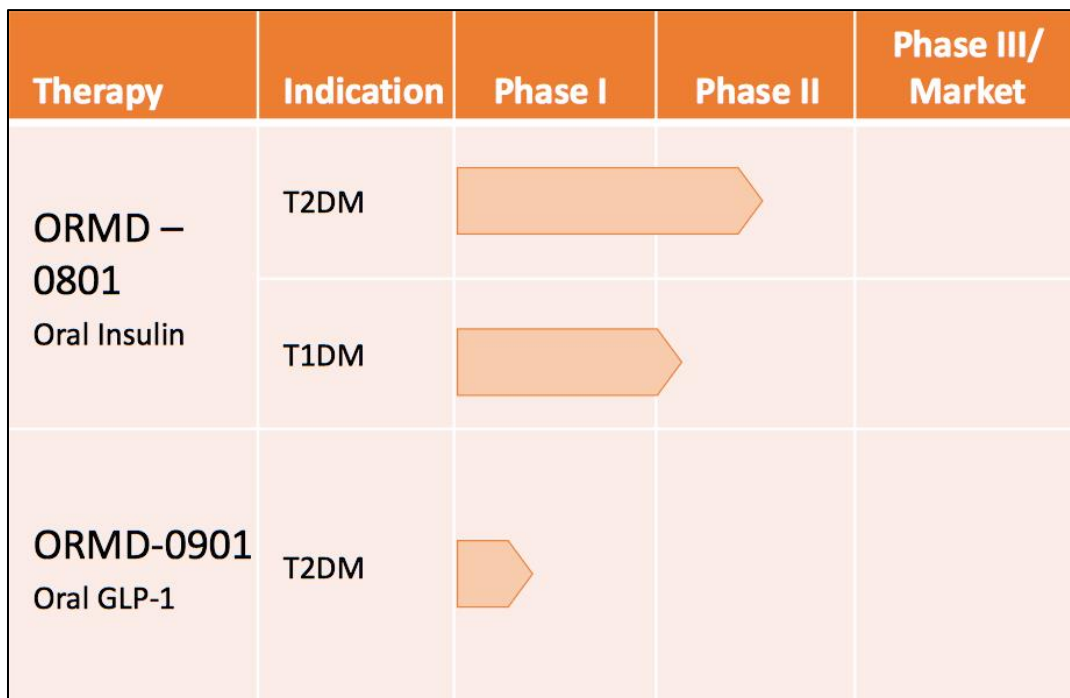 Therapy
Indication
Phase I
Phase II
Phase III/
Market
ORMD –
0801
Oral Insulin
T2DM
T1DM
ORMD-0901
Oral GLP-1
T2DM